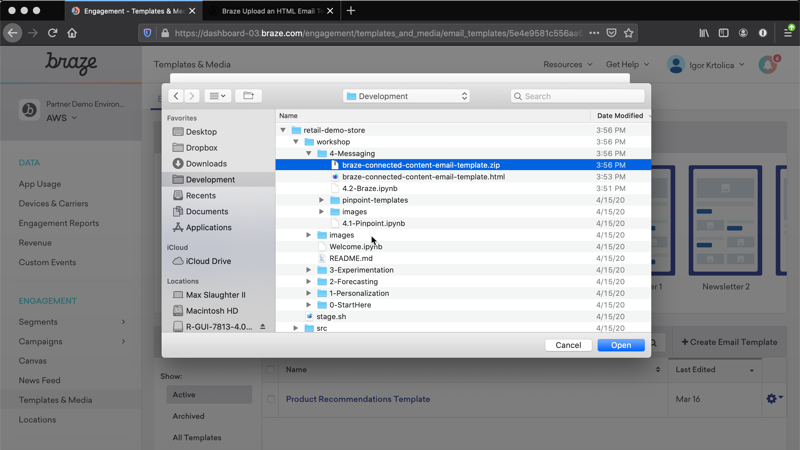 Engagement - Templates & Me
Braze Upload an HTML Email T
https://dashboard-03.braze.com/engagement/templates_and_media/email_templates/5e4e9581c556aa
braze
Templates & Media
Resources
Get Help
Igor Krtolica
Partner Demo Environ...
AWS
DATA
App Usage
Devices & Carriers
Engagement Reports
Revenue
Custom Events
ENGAGEMENT
Segments
Campaigns
Canvas
News Feed
Templates & Media
Locations
Development
Search
Favorites
Desktop
Dropbox
Downloads
Development
Recents
Documents
Applications
iCloud
iCloud Drive
Locations
Max Slaughter II
Macintosh HD
R-GUI-7813-4.0...
Name
Date Modified
retail-demo-store 3:56 PM
workshop 3:56 PM
4-Messaging 3:56 PM
braze-connected-content-email-template.zip 3:56 PM
braze-connected-content-email-template.html 3:53 PM
4.2-Braze.ipynb 3:51 PM
pinpoint-templates 4/15/20
images 4/15/20
4.1-Pinpoint.ipynb 4/15/20
images 4/15/20
Welcome.ipynb 4/15/20
README.md 4/15/20
3-Experimentation 4/15/20
2-Forecasting 4/15/20
1-Personalization 4/15/20
0-StartHere 4/15/20
stage.sh 4/15/20
src 4/15/20
Cancel
Open
Newsletter 2
+ Create Email Template
Show:
Active
Archived
All Templates
Name
Last Edited
Product Recommendations Template
Mar 16